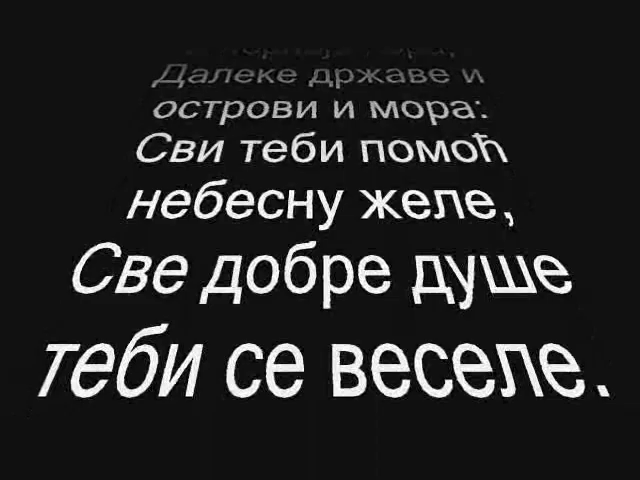 Далеке државе и
острови и мора:
Сви теби помоћ
небесну желе,
Све добре душе
теби се веселе.